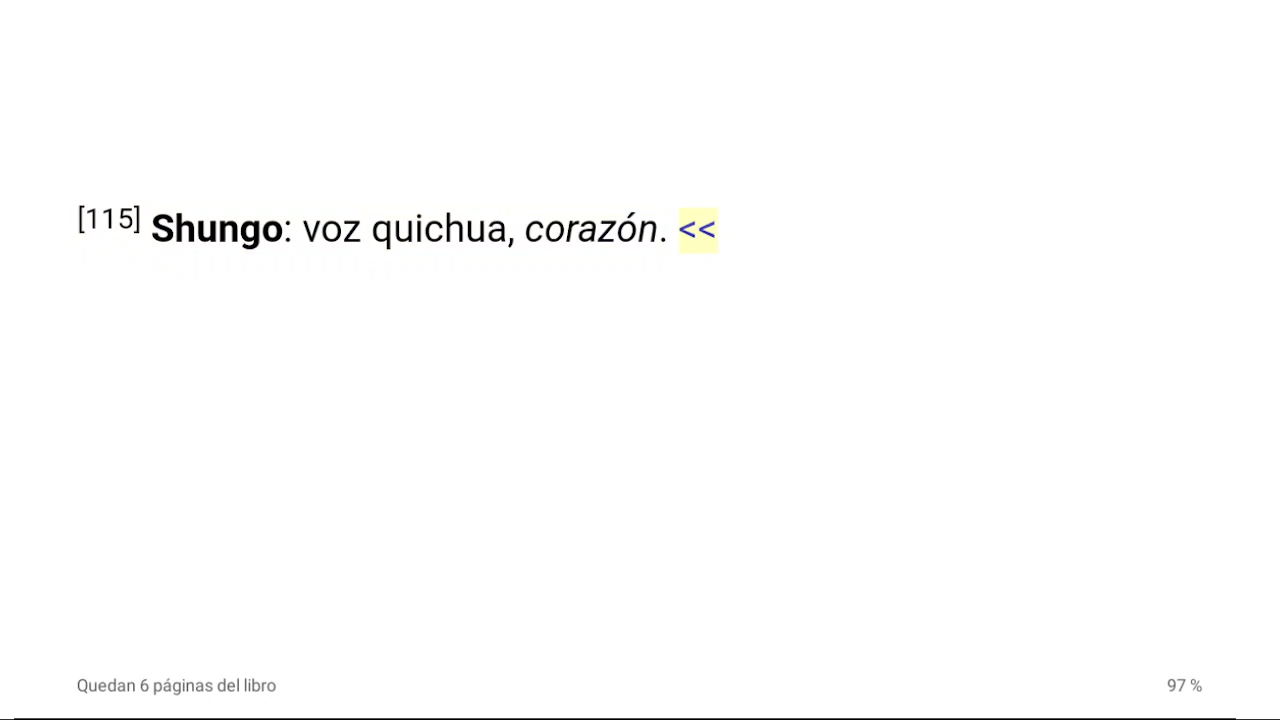 [115] Shungo: voz quichua, corazón. <<
Quedan 6 páginas del libro
97 %